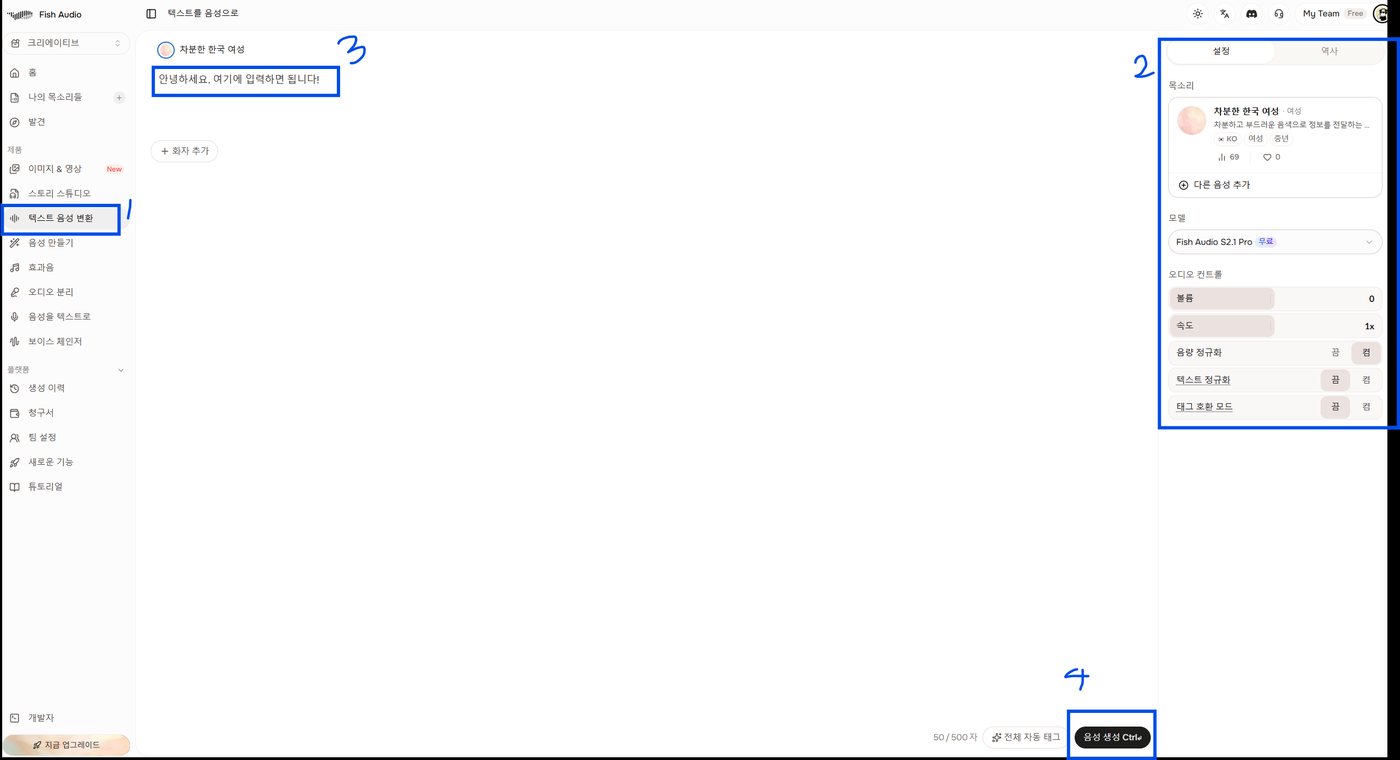 Fish Audio
텍스트를 음성으로
My Team Free
크리에이티브
홈
나의 목소리들
발견
제품
이미지 & 영상 New
스토리 스튜디오
텍스트 음성 변환
1
음성 만들기
효과음
오디오 분리
음성을 텍스트로
보이스 체인저
플랫폼
생성 이력
청구서
팀 설정
새로운 기능
튜토리얼
개발자
지금 업그레이드
차분한 한국 여성
3
안녕하세요, 여기에 입력하면 됩니다!
+ 화자 추가
4
50 / 500 자
전체 자동 태그
음성 생성 Ctrl
2
설정 역사
목소리
차분한 한국 여성 · 여성
차분하고 부드러운 음색으로 정보를 전달하는 ...
KO 여성 중년
69 0
다른 음성 추가
모델
Fish Audio S2.1 Pro 무료
오디오 컨트롤
볼륨 0
속도 1x
음량 정규화 끔 켬
텍스트 정규화 끔 켬
태그 호환 모드 끔 켬